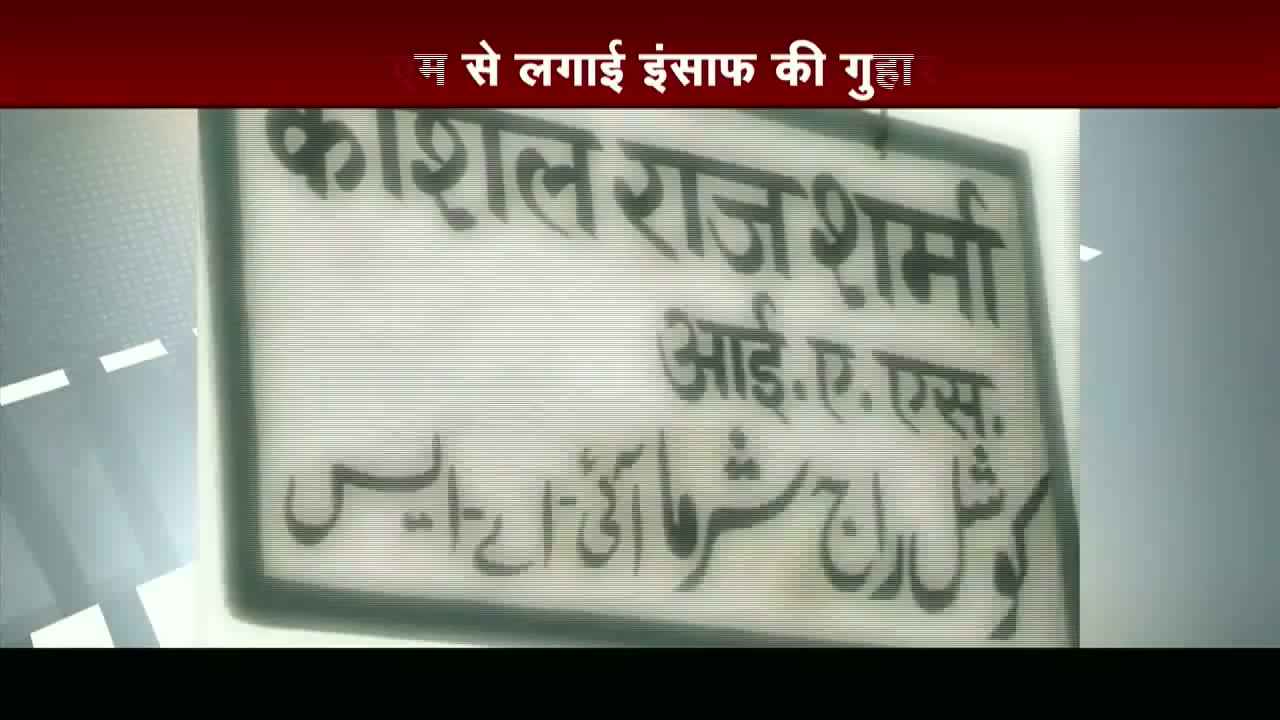 से लगाई इंसाफ की गुहार
कौशल राज शर्मा
आई.ए.एस.
کوشل راج شرما آئی-اے-ایس